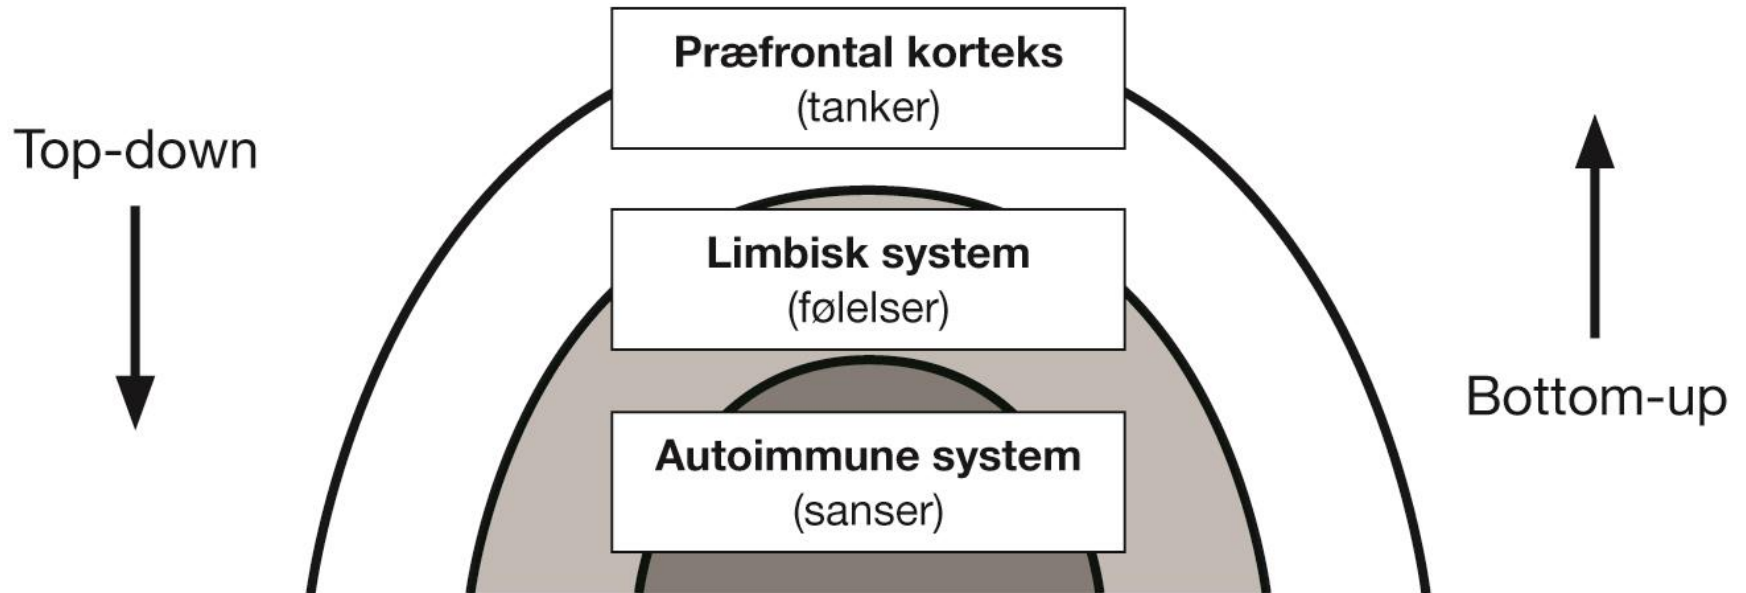 Præfrontal korteks
(tanker)
Top-down
Limbisk system
(følelser)
Bottom-up
Autoimmune system
(sanser)